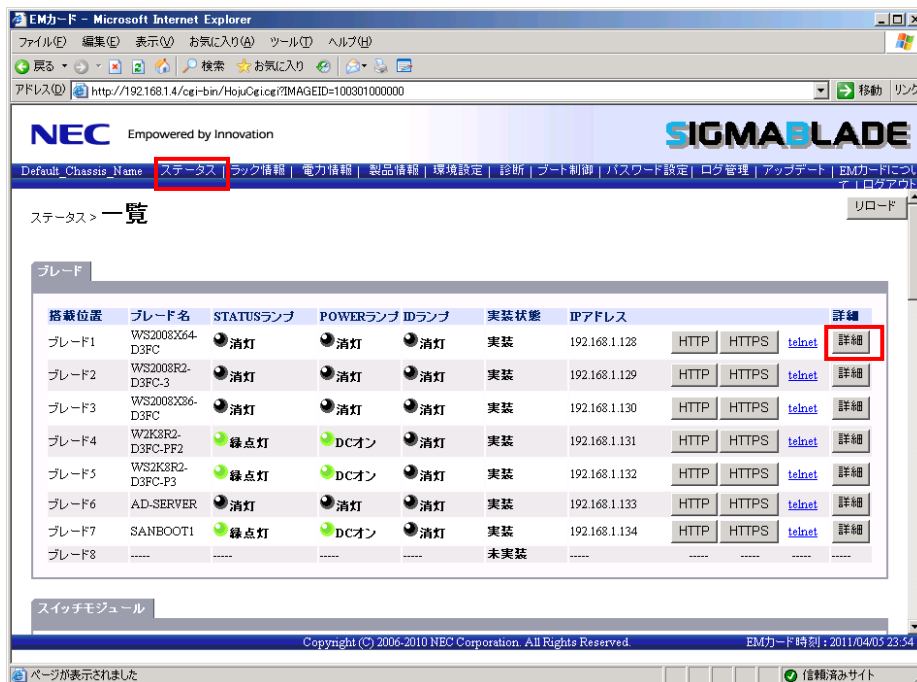 EMカード - Microsoft Internet Explorer
ファイル(F) 編集(E) 表示(V) お気に入り(A) ツール(T) ヘルプ(H)
戻る 検索 お気に入り
アドレス(D) http://192.168.1.4/cgi-bin/HojuCgi.cgi?IMAGEID=100301000000 移動 リンク
NEC Empowered by Innovation SIGMABLADE
Default_Chassis_Name ステータス | ラック情報 | 電力情報 | 製品情報 | 環境設定 | 診断 | ブート制御 | パスワード設定 | ログ管理 | アップデート | EMカードについ
て | ログアウト
ステータス > 一覧 リロード
ブレード
搭載位置 ブレード名 STATUSランプ POWERランプ IDランプ 実装状態 IPアドレス 詳細
ブレード1 WS2008X64-D3FC 消灯 消灯 消灯 実装 192.168.1.128 HTTP HTTPS telnet 詳細
ブレード2 WS2008R2-D3FC-3 消灯 消灯 消灯 実装 192.168.1.129 HTTP HTTPS telnet 詳細
ブレード3 WS2008X86-D3FC 消灯 消灯 消灯 実装 192.168.1.130 HTTP HTTPS telnet 詳細
ブレード4 W2K8R2-D3FC-PF2 緑点灯 DCオン 消灯 実装 192.168.1.131 HTTP HTTPS telnet 詳細
ブレード5 WS2K8R2-D3FC-P3 緑点灯 DCオン 消灯 実装 192.168.1.132 HTTP HTTPS telnet 詳細
ブレード6 AD-SERVER 消灯 消灯 消灯 実装 192.168.1.133 HTTP HTTPS telnet 詳細
ブレード7 SANBOOT1 緑点灯 DCオン 消灯 実装 192.168.1.134 HTTP HTTPS telnet 詳細
ブレード8 ----- ----- ----- ----- 未実装 ----- ----- ----- ----- -----
スイッチモジュール
Copyright (C) 2006-2010 NEC Corporation. All Rights Reserved. EMカード時刻 : 2011/04/05 23:54
ページが表示されました 信頼済みサイト